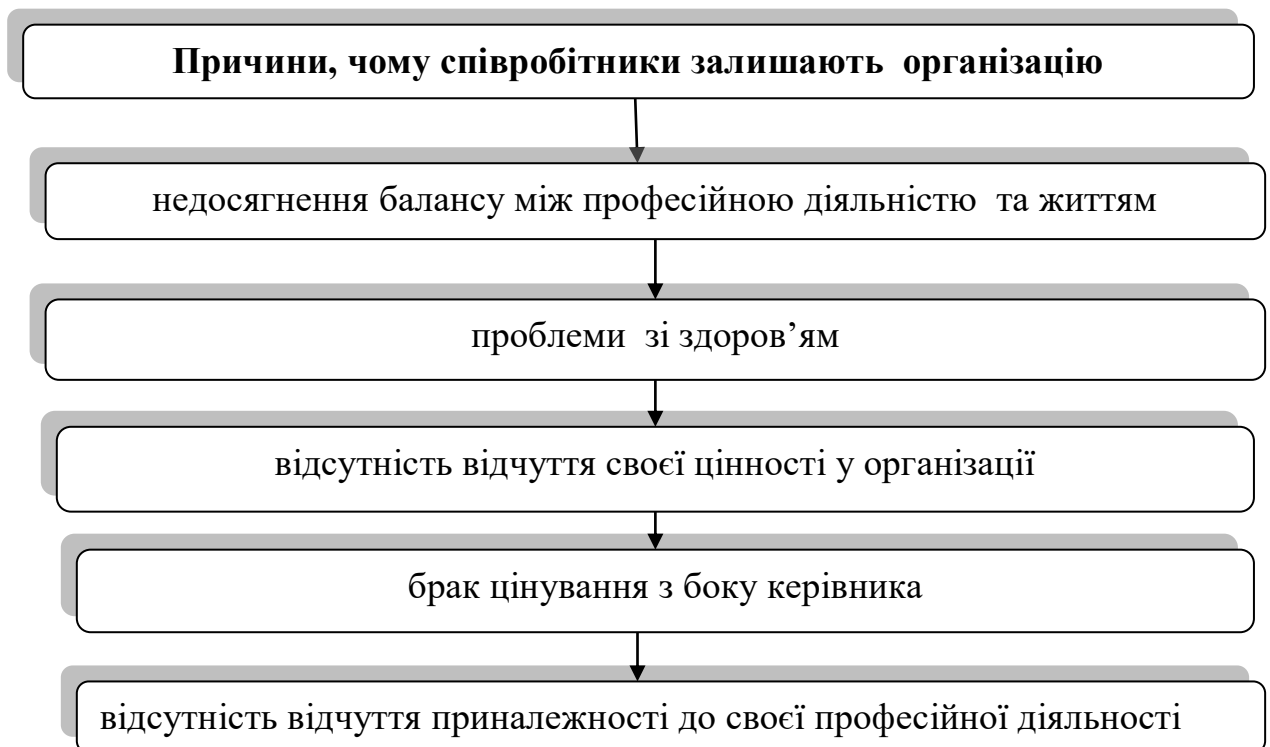 Причини, чому співробітники залишають організацію
недосягнення балансу між професійною діяльністю та життям
проблеми зі здоров’ям
відсутність відчуття своєї цінності у організації
брак цінування з боку керівника
відсутність відчуття приналежності до своєї професійної діяльності